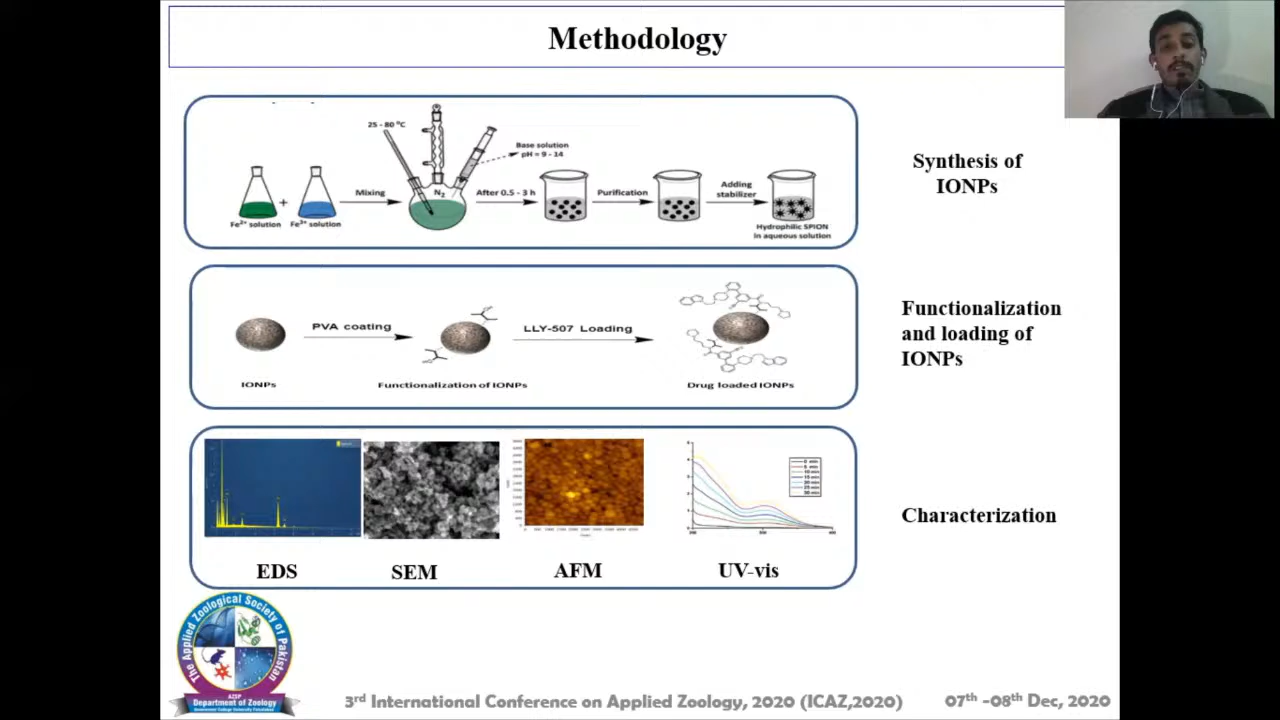 Methodology
25 - 80 ⁰C
Base solution
pH = 9 - 14
N₂
Mixing
After 0.5 - 3 h
Purification
Adding
stabilizer
+
Fe²⁺ solution
Fe³⁺ solution
Hydrophilic SPION
in aqueous solution
Synthesis of
IONPs
PVA coating
LLY-507 Loading
IONPs
Functionalization of IONPs
Drug loaded IONPs
Functionalization
and loading of
IONPs
EDS
SEM
AFM
UV-vis
Characterization
The Applied Zoological Society of Pakistan
AZSP
Department of Zoology
3rd International Conference on Applied Zoology, 2020 (ICAZ,2020)
07th -08th Dec, 2020